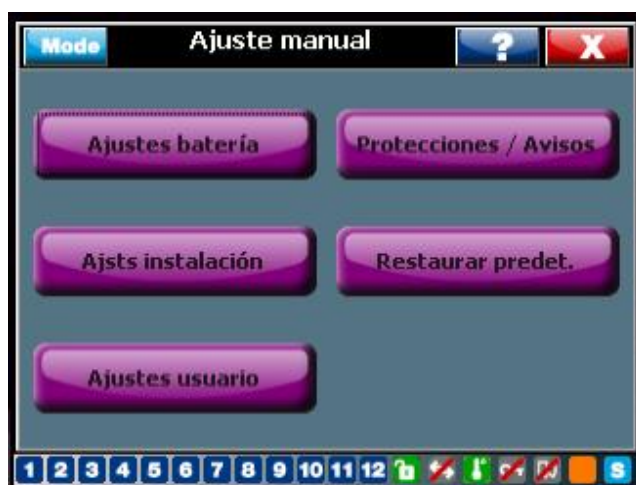 Mode Ajuste manual ? X
Ajustes batería Protecciones / Avisos
Ajsts instalación Restaurar predet.
Ajustes usuario
1 2 3 4 5 6 7 8 9 10 11 12 S